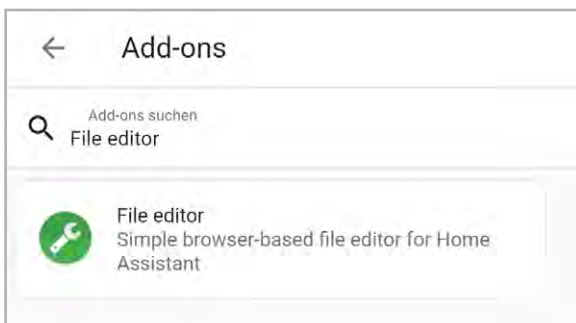 Add-ons
Add-ons suchen
File editor
File editor
Simple browser-based file editor for Home
Assistant